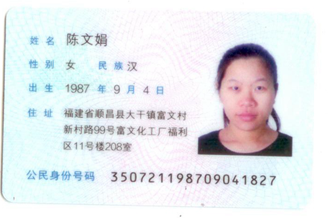 姓名 陈文娟
性别 女 民族 汉
出生 1987 年 9 月 4 日
住址 福建省顺昌县大干镇富文村
新村路99号富文化工厂福利
区11号楼208室
公民身份号码 350721198709041827